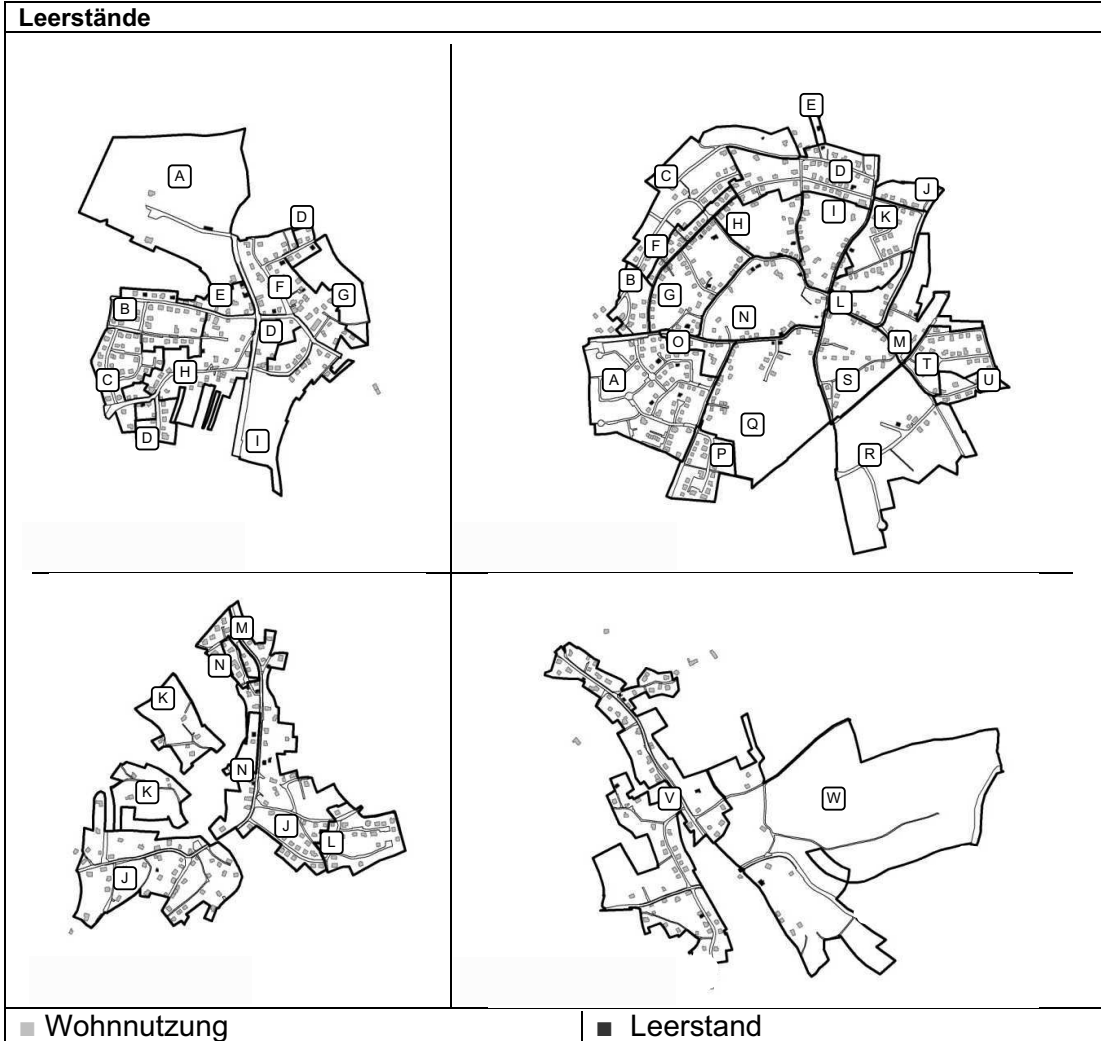 Leerstände
A
D
F
G
E
B
D
H
C
D
I
E
D
C
J
I
K
H
F
B
G
L
N
M
O
T
A
S
U
Q
P
R
M
N
K
N
K
J
L
J
V
W
Wohnnutzung
Leerstand